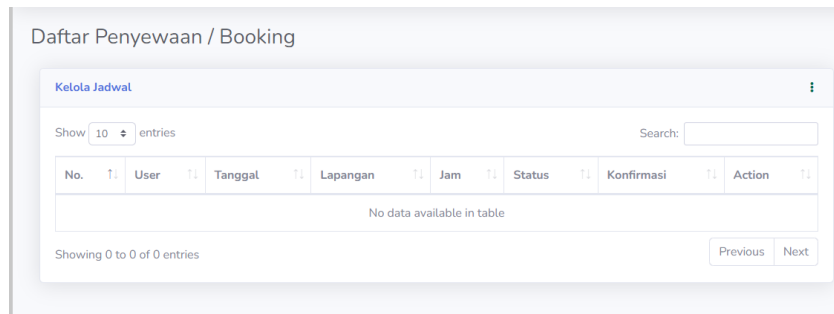 Daftar Penyewaan / Booking
Kelola Jadwal
Show 10 entries
Search:
No. User Tanggal Lapangan Jam Status Konfirmasi Action
No data available in table
Showing 0 to 0 of 0 entries
Previous Next